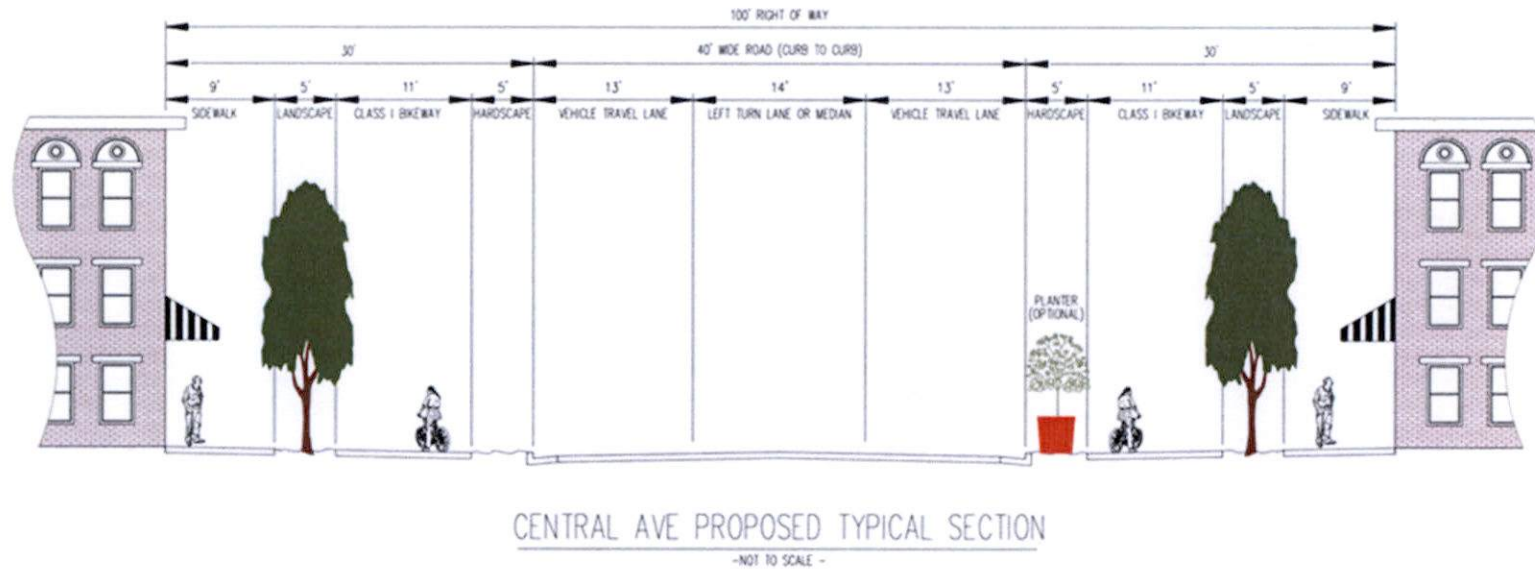 100' RIGHT OF WAY
30' 40' WIDE ROAD (CURB TO CURB) 30'
9' 5' 11' 5' 13' 14' 13' 5' 11' 5' 9'
SIDEWALK LANDSCAPE CLASS I BIKEWAY HARDSCAPE VEHICLE TRAVEL LANE LEFT TURN LANE OR MEDIAN VEHICLE TRAVEL LANE HARDSCAPE CLASS I BIKEWAY LANDSCAPE SIDEWALK
PLANTER
(OPTIONAL)
CENTRAL AVE PROPOSED TYPICAL SECTION
-NOT TO SCALE -